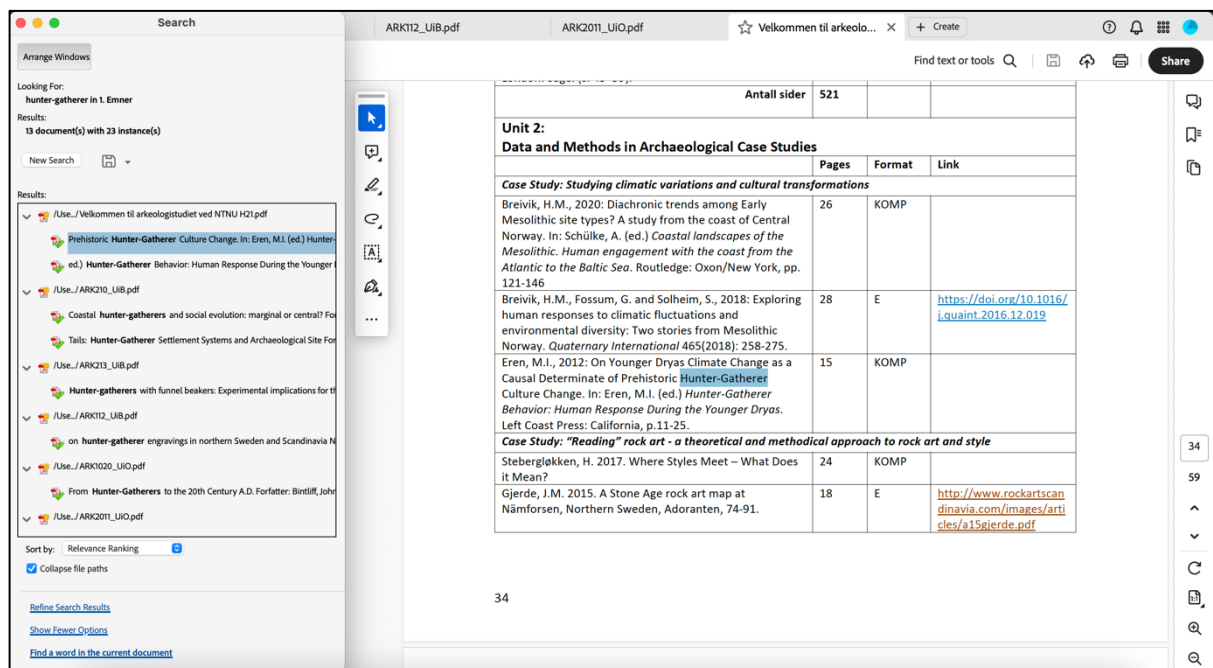 Search
Arrange Windows
Looking For:
hunter-gatherer in 1. Emner
Results:
13 document(s) with 23 instance(s)
New Search
Results:
/Use.../Velkommen til arkeologistudiet ved NTNU H21.pdf
Prehistoric Hunter-Gatherer Culture Change. In: Eren, M.I. (ed.) Hunter-
ed.) Hunter-Gatherer Behavior: Human Response During the Younger
/Use.../ARK210_UiB.pdf
Coastal hunter-gatherers and social evolution: marginal or central? For
Tails: Hunter-Gatherer Settlement Systems and Archaeological Site For
/Use.../ARK213_UiB.pdf
Hunter-gatherers with funnel beakers: Experimental implications for th
/Use.../ARK112_UiB.pdf
on hunter-gatherer engravings in northern Sweden and Scandinavia N
/Use.../ARK1020_UiO.pdf
From Hunter-Gatherers to the 20th Century A.D. Forfatter: Bintliff, John
/Use.../ARK2011_UiO.pdf
Sort by: Relevance Ranking
Collapse file paths
Refine Search Results
Show Fewer Options
Find a word in the current document
ARK112_UiB.pdf
ARK2011_UiO.pdf
Velkommen til arkeolo...
+ Create
Find text or tools
Share
Antall sider 521
Unit 2:
Data and Methods in Archaeological Case Studies
Pages Format Link
Case Study: Studying climatic variations and cultural transformations
Breivik, H.M., 2020: Diachronic trends among Early 26 KOMP
Mesolithic site types? A study from the coast of Central
Norway. In: Schülke, A. (ed.) Coastal landscapes of the
Mesolithic. Human engagement with the coast from the
Atlantic to the Baltic Sea. Routledge: Oxon/New York, pp.
121-146
Breivik, H.M., Fossum, G. and Solheim, S., 2018: Exploring 28 E https://doi.org/10.1016/
human responses to climatic fluctuations and j.quaint.2016.12.019
environmental diversity: Two stories from Mesolithic
Norway. Quaternary International 465(2018): 258-275.
Eren, M.I., 2012: On Younger Dryas Climate Change as a 15 KOMP
Causal Determinate of Prehistoric Hunter-Gatherer
Culture Change. In: Eren, M.I. (ed.) Hunter-Gatherer
Behavior: Human Response During the Younger Dryas.
Left Coast Press: California, p.11-25.
Case Study: “Reading” rock art - a theoretical and methodical approach to rock art and style
Stebergløkken, H. 2017. Where Styles Meet – What Does 24 KOMP
it Mean?
Gjerde, J.M. 2015. A Stone Age rock art map at 18 E http://www.rockartscan
Nämforsen, Northern Sweden, Adoranten, 74-91. dinavia.com/images/arti
cles/a15gjerde.pdf
34
34
59